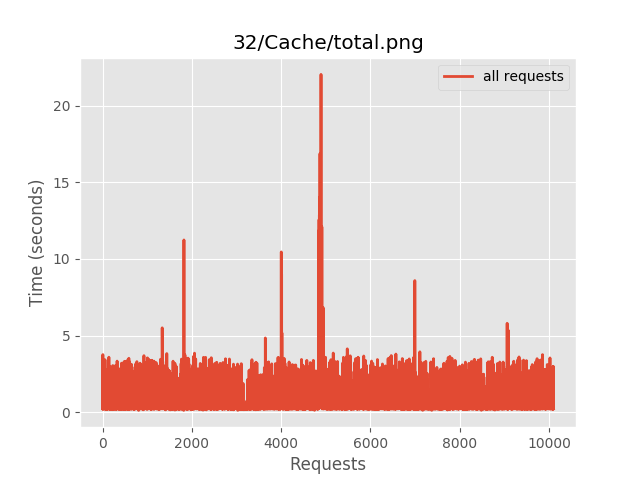 32/Cache/total.png
all requests
20
15
10
5
0
Time (seconds)
0 2000 4000 6000 8000 10000
Requests